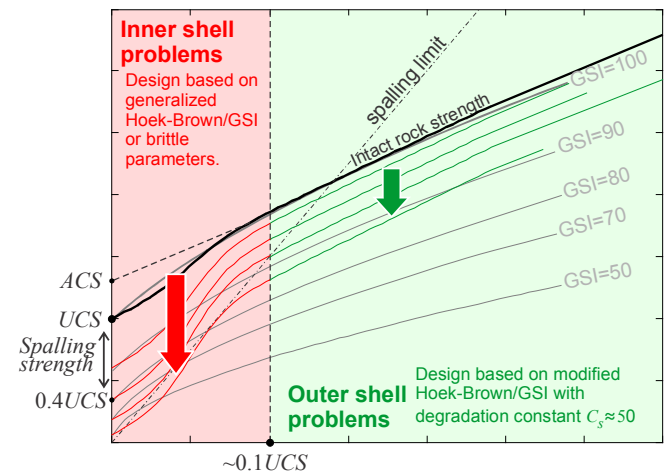 Inner shell
problems
Design based on
generalized
Hoek-Brown/GSI
or brittle
parameters.
spalling limit
Intact rock strength
GSI=100
GSI=90
GSI=80
GSI=70
GSI=50
ACS
UCS
Spalling
strength
0.4UCS
Outer shell
problems
Design based on modified
Hoek-Brown/GSI with
degradation constant Cs≈50
~0.1UCS